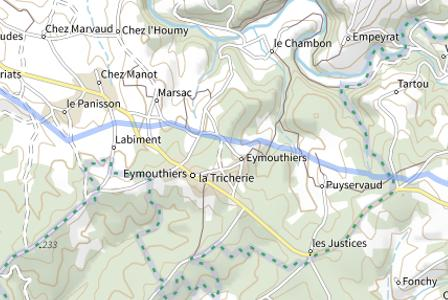 Chez Marvaud
Chez l'Houmy
udes
le Chambon
Empeyrat
riats
Chez Manot
Tartou
Marsac
le Panisson
Labiment
Eymouthiers
Eymouthiers
la Tricherie
Puyservaud
233
les Justices
Fonchy